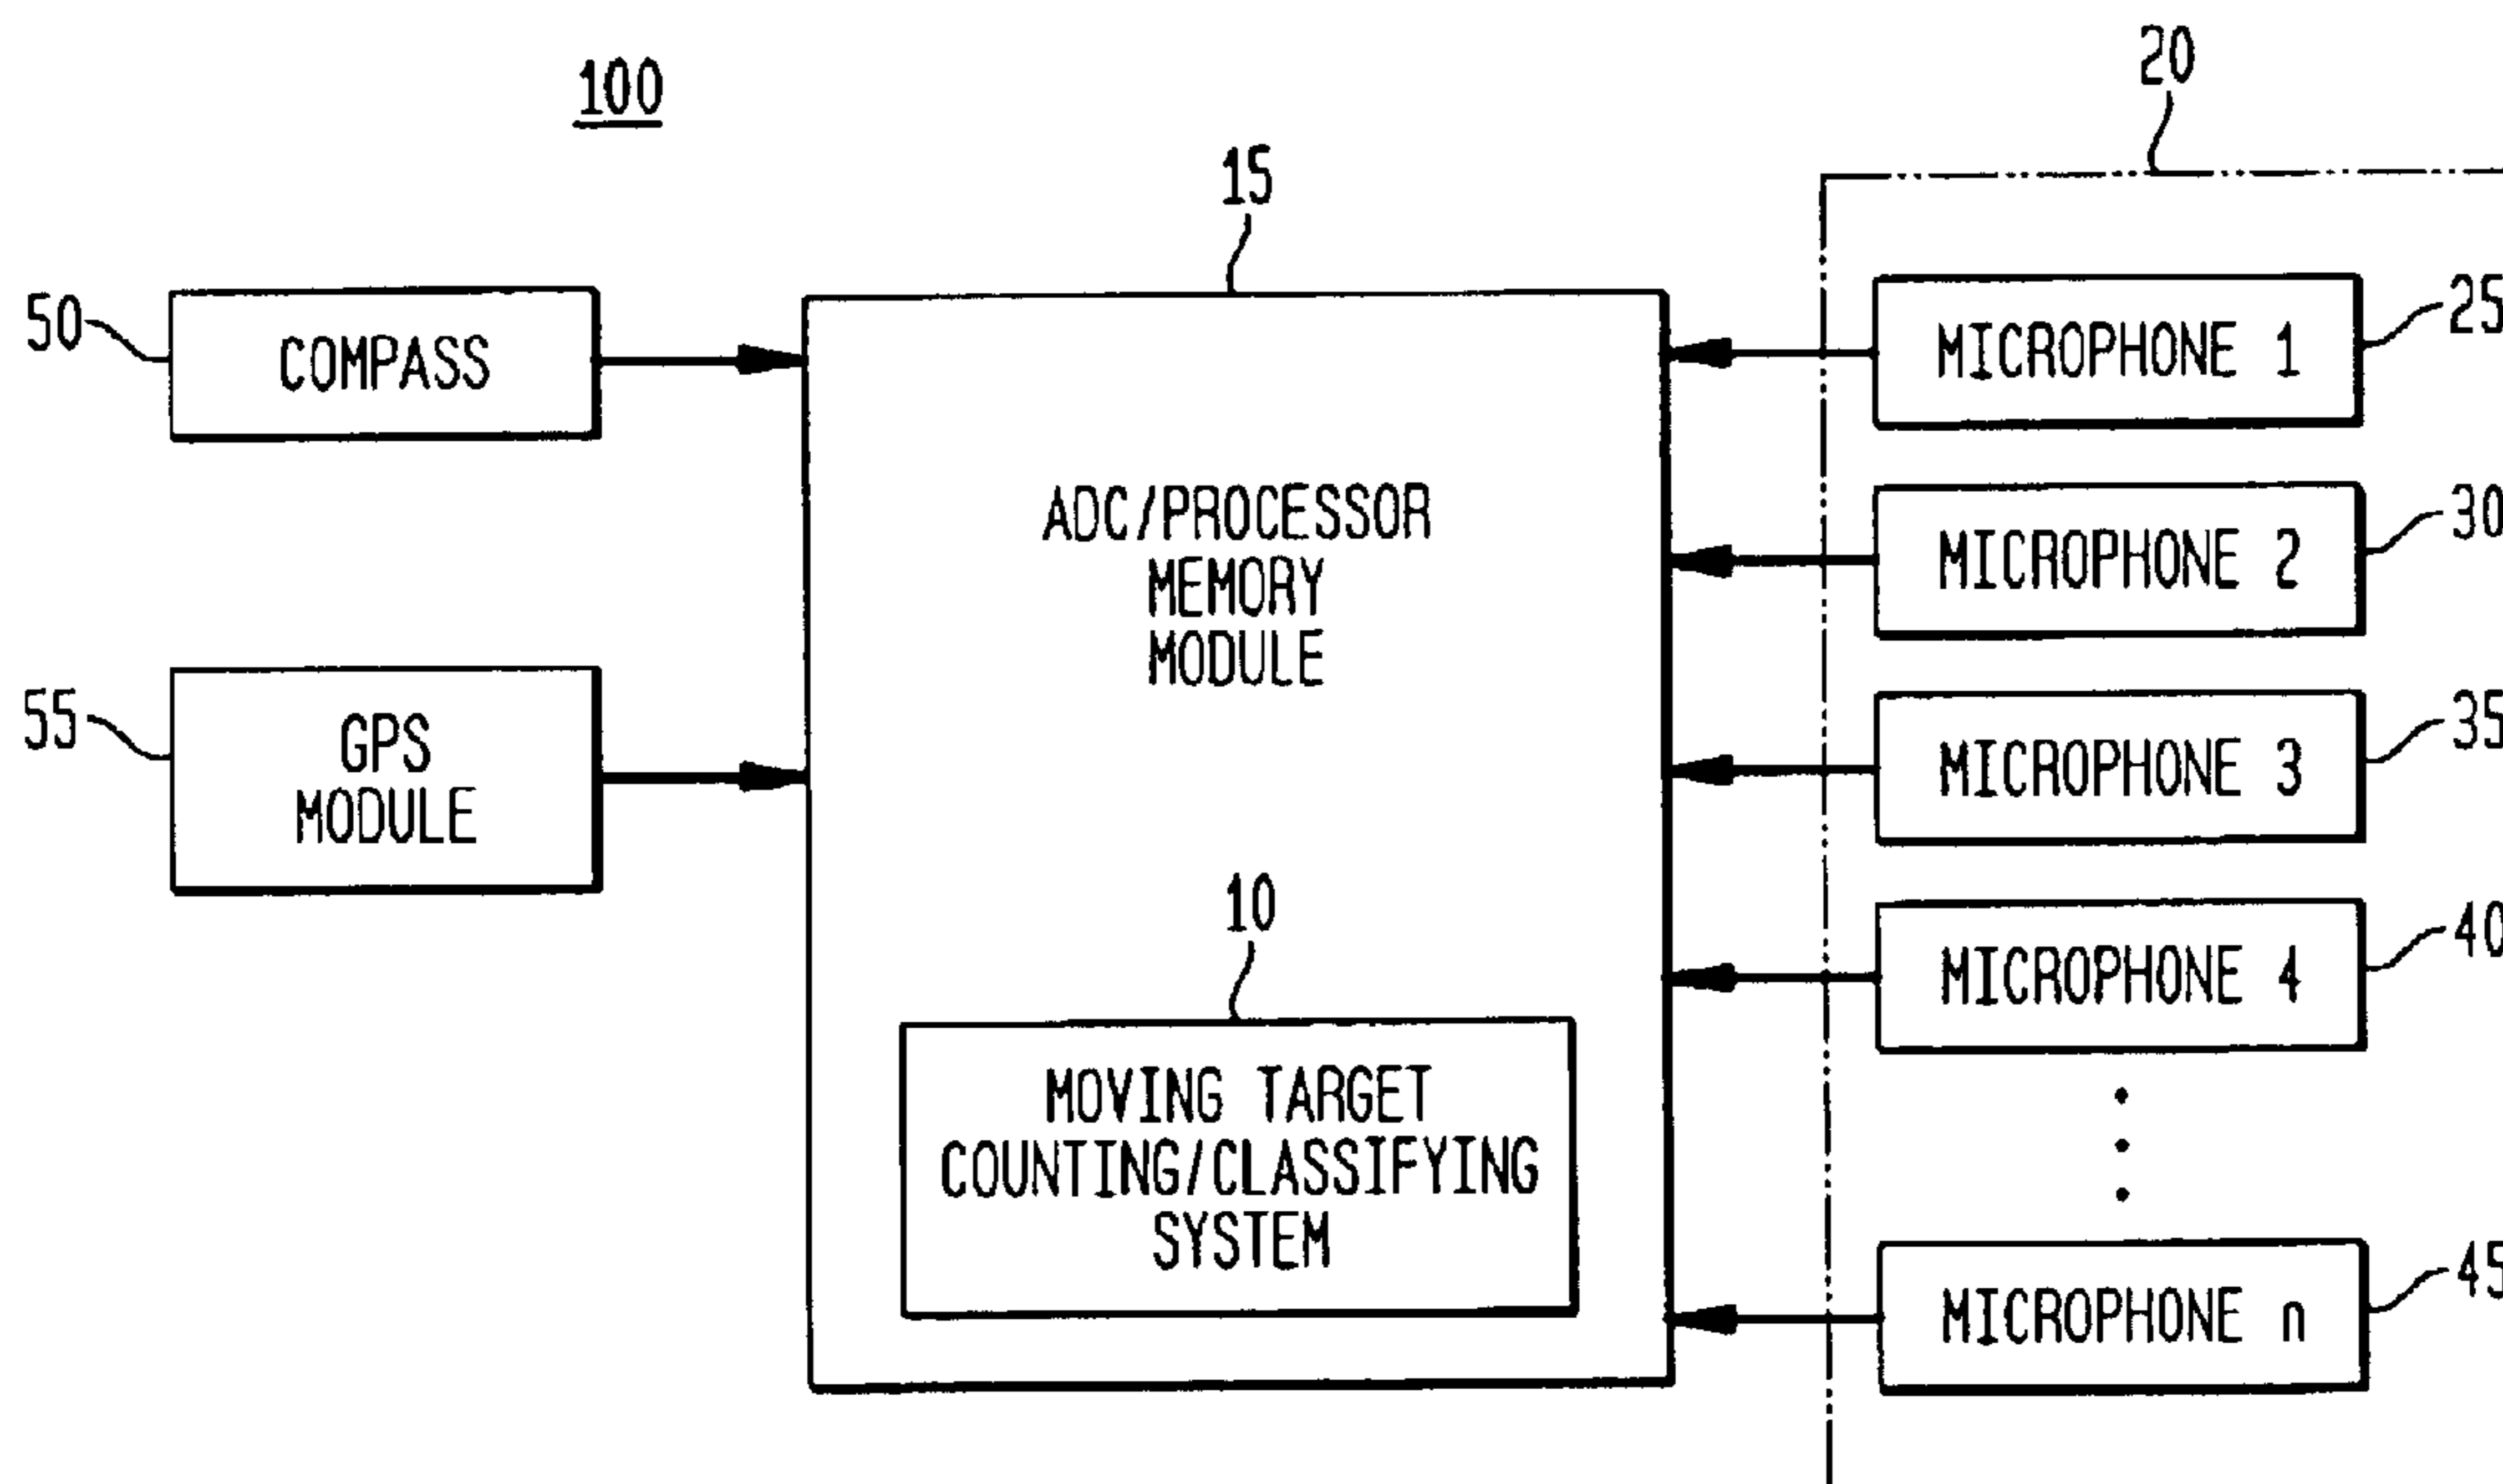 100
20
15
50
COMPASS
MICROPHONE 1
25
ADC/PROCESSOR
MEMORY
MODULE
MICROPHONE 2
30
55
GPS
MODULE
MICROPHONE 3
35
10
MICROPHONE 4
40
MOVING TARGET
COUNTING/CLASSIFYING
SYSTEM
MICROPHONE n
45